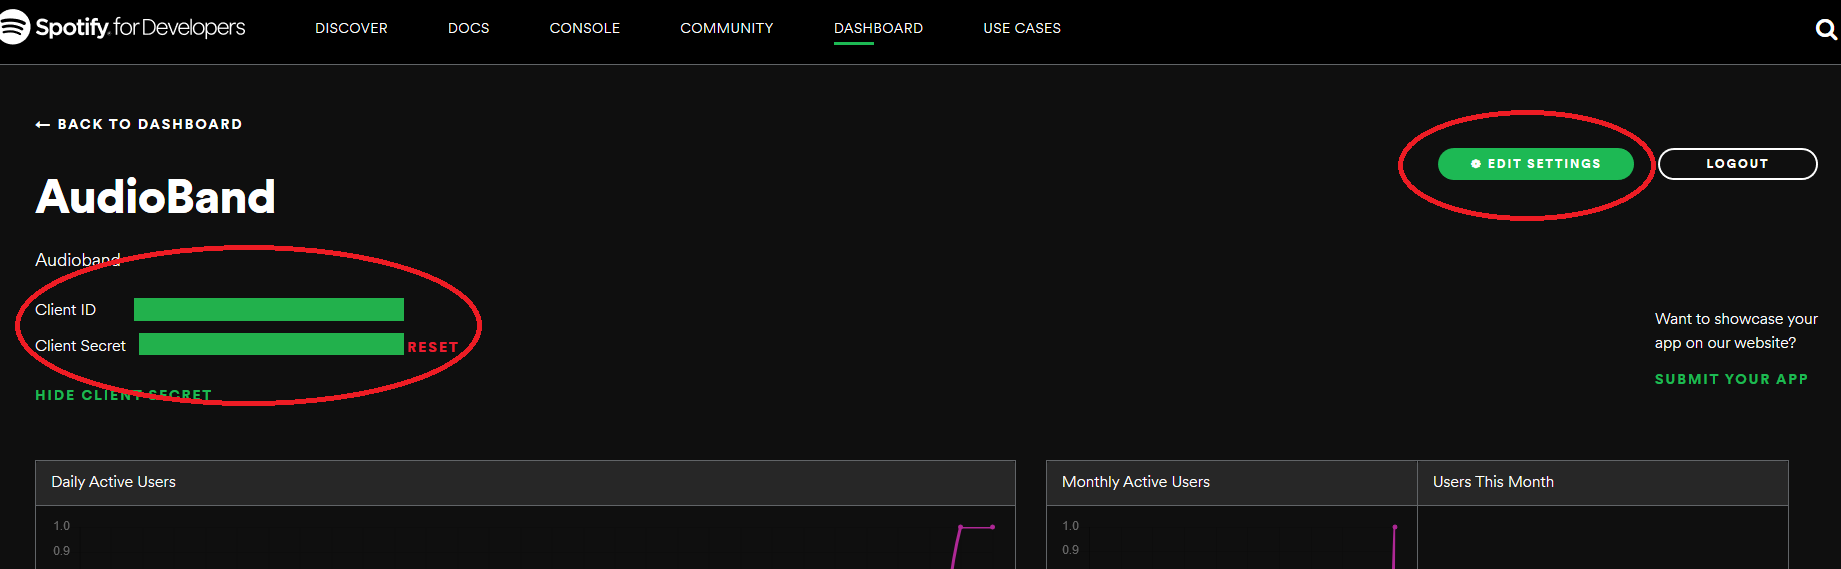 Spotify for Developers
DISCOVER
DOCS
CONSOLE
COMMUNITY
DASHBOARD
USE CASES
← BACK TO DASHBOARD
EDIT SETTINGS
LOGOUT
AudioBand
Audioband
Client ID
Client Secret
RESET
HIDE CLIENT SECRET
Want to showcase your
app on our website?
SUBMIT YOUR APP
Daily Active Users
1.0
0.9
Monthly Active Users
1.0
0.9
Users This Month